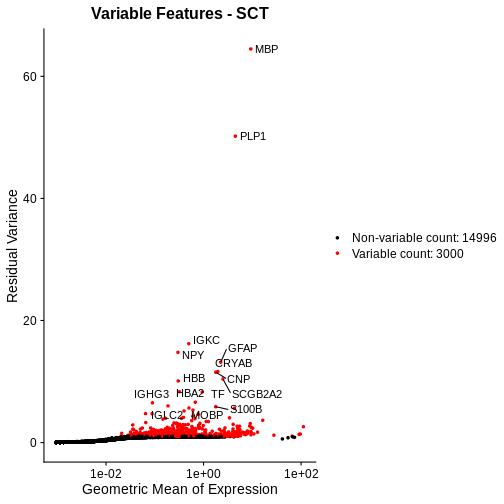 Variable Features - SCT
60
40
20
0
Residual Variance
MBP
PLP1
IGKC
GFAP
NPY
CRYAB
HBB
CNP
IGHG3
HBA2
TF
SCGB2A2
IGLC2
MOBP
S100B
Non-variable count: 14996
Variable count: 3000
1e-02
1e+00
1e+02
Geometric Mean of Expression